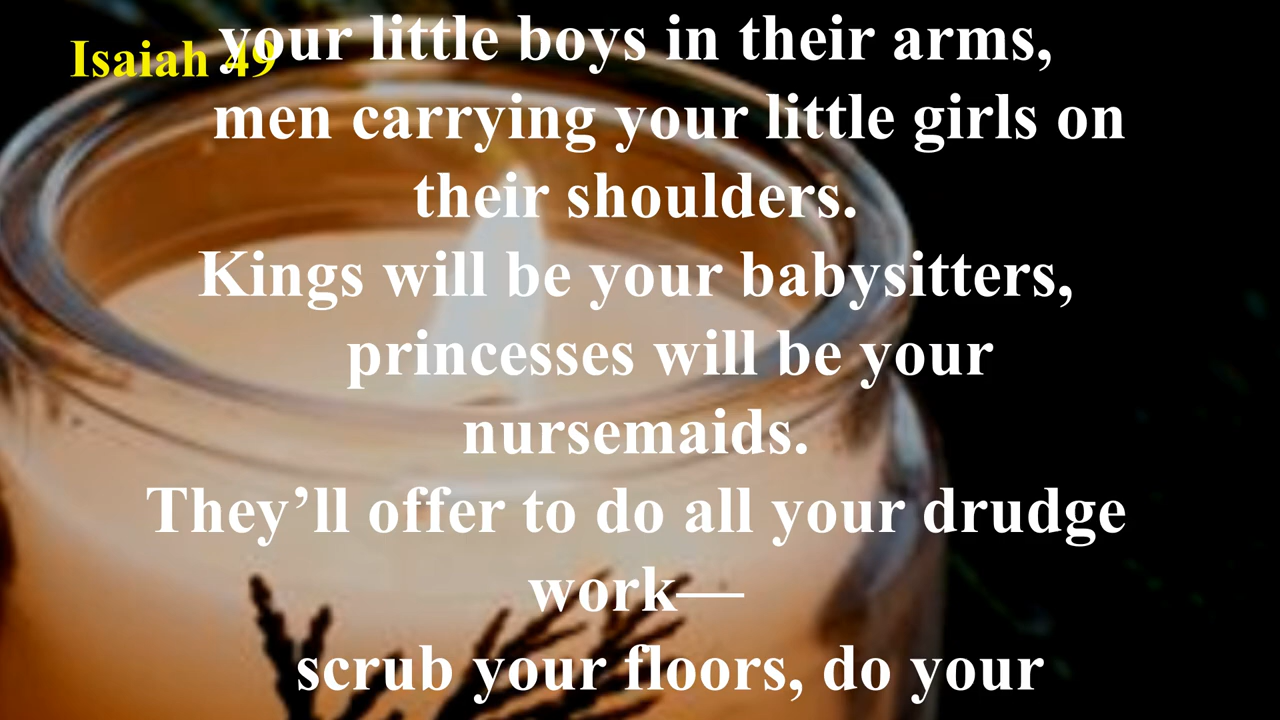 Isaiah 49
your little boys in their arms,
men carrying your little girls on
their shoulders.
Kings will be your babysitters,
princesses will be your
nursemaids.
They’ll offer to do all your drudge
work—
scrub your floors, do your